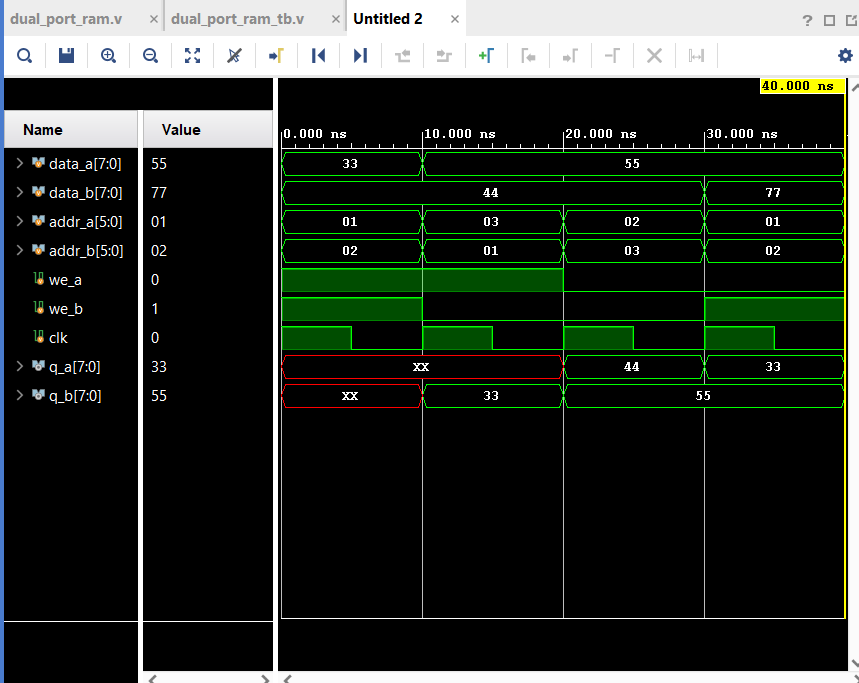 dual_port_ram.v × dual_port_ram_tb.v × Untitled 2 × ?
40.000 ns
Name Value 0.000 ns 10.000 ns 20.000 ns 30.000 ns
data_a[7:0] 55 33 55
data_b[7:0] 77 44 77
addr_a[5:0] 01 01 03 02 01
addr_b[5:0] 02 02 01 03 02
we_a 0
we_b 1
clk 0
q_a[7:0] 33 XX 44 33
q_b[7:0] 55 XX 33 55